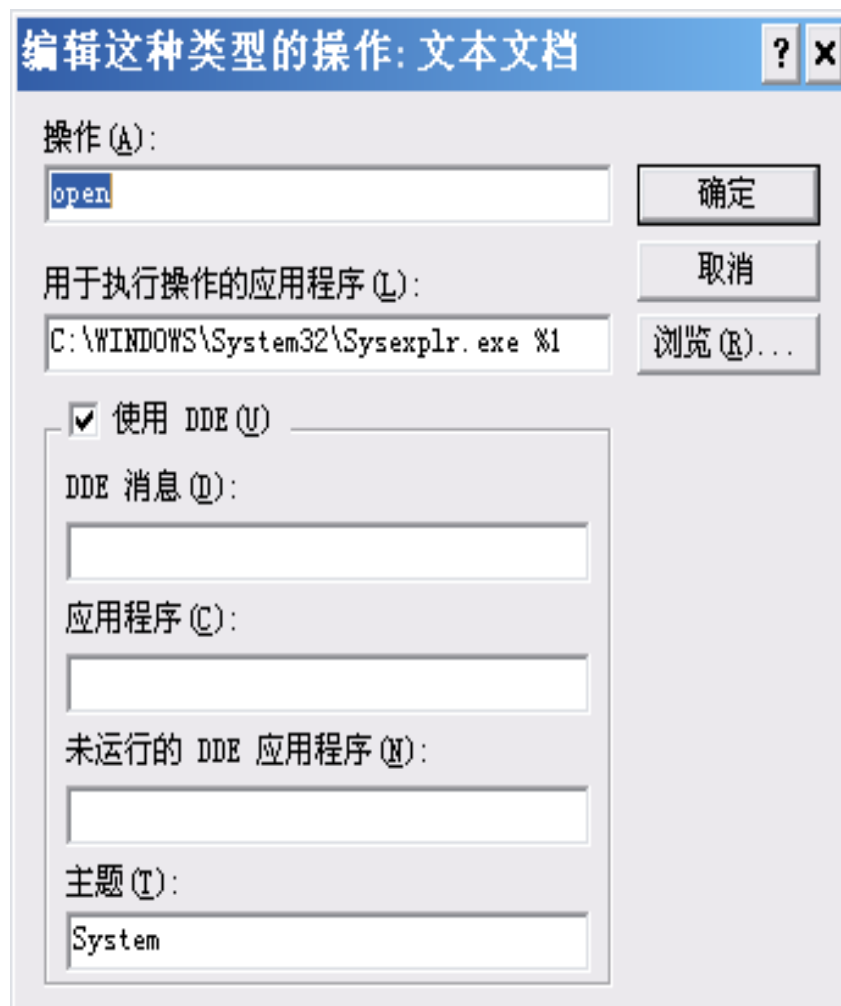 编辑这种类型的操作: 文本文档
? ×
操作(A):
open
确定
用于执行操作的应用程序(L):
取消
C:\WINDOWS\System32\Sysexplr.exe %1
浏览(R)...
使用 DDE(U)
DDE 消息(D):
应用程序(C):
未运行的 DDE 应用程序(N):
主题(T):
System